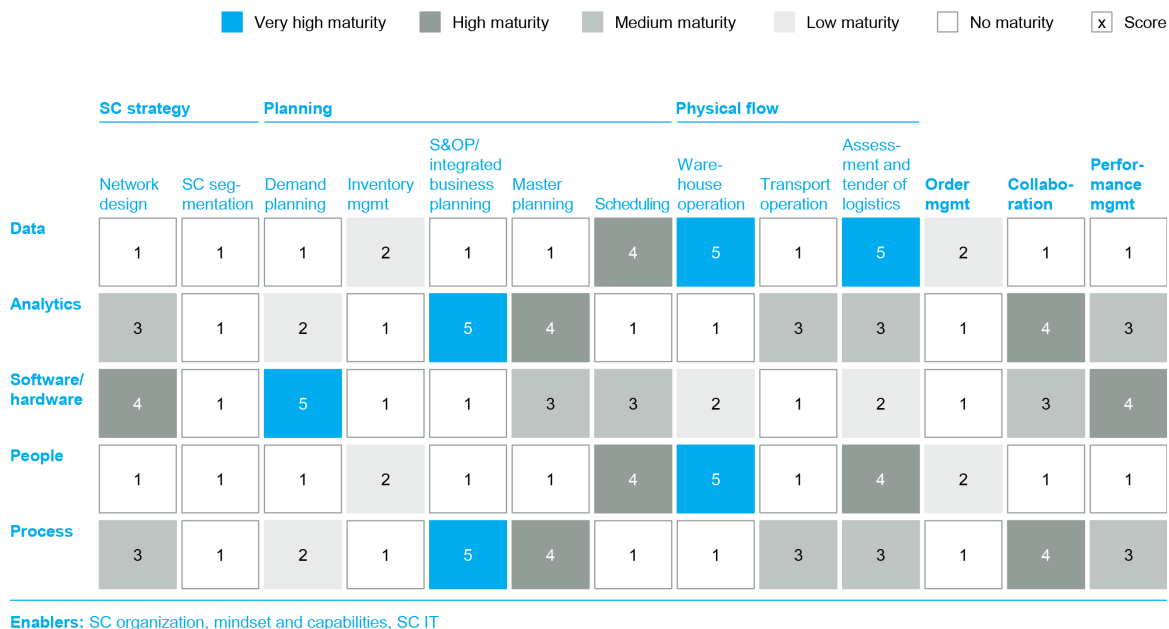 Very high maturity High maturity Medium maturity Low maturity No maturity x Score
SC strategy Planning Physical flow
Network design
SC seg-
mentation
Demand planning
Inventory mgmt
S&OP/
integrated
business
planning
Master planning
Scheduling
Ware-
house
operation
Transport operation
Assess-
ment and
tender of
logistics
Order
mgmt
Collabo-
ration
Perfor-
mance
mgmt
Data
1 1 1 2 1 1 4 5 1 5 2 1 1
Analytics
3 1 2 1 5 4 1 1 3 3 1 4 3
Software/
hardware
4 1 5 1 1 3 3 2 1 2 1 3 4
People
1 1 1 2 1 1 4 5 1 4 2 1 1
Process
3 1 2 1 5 4 1 1 3 3 1 4 3
Enablers: SC organization, mindset and capabilities, SC IT